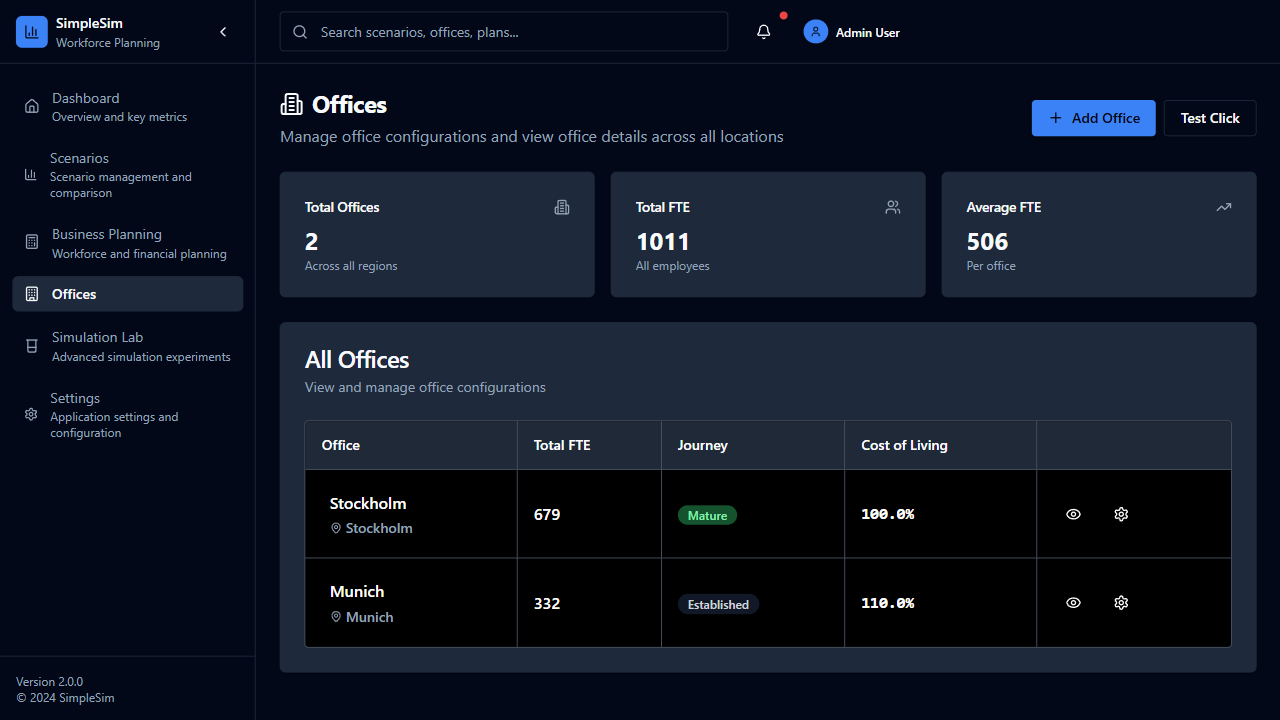 SimpleSim
Workforce Planning
Search scenarios, offices, plans...
Admin User
Dashboard
Overview and key metrics
Scenarios
Scenario management and
comparison
Business Planning
Workforce and financial planning
Offices
Simulation Lab
Advanced simulation experiments
Settings
Application settings and
configuration
Version 2.0.0
© 2024 SimpleSim
Offices
Manage office configurations and view office details across all locations
Add Office
Test Click
Total Offices
2
Across all regions
Total FTE
1011
All employees
Average FTE
506
Per office
All Offices
View and manage office configurations
Office Total FTE Journey Cost of Living
Stockholm
Stockholm
679
Mature
100.0%
Munich
Munich
332
Established
110.0%